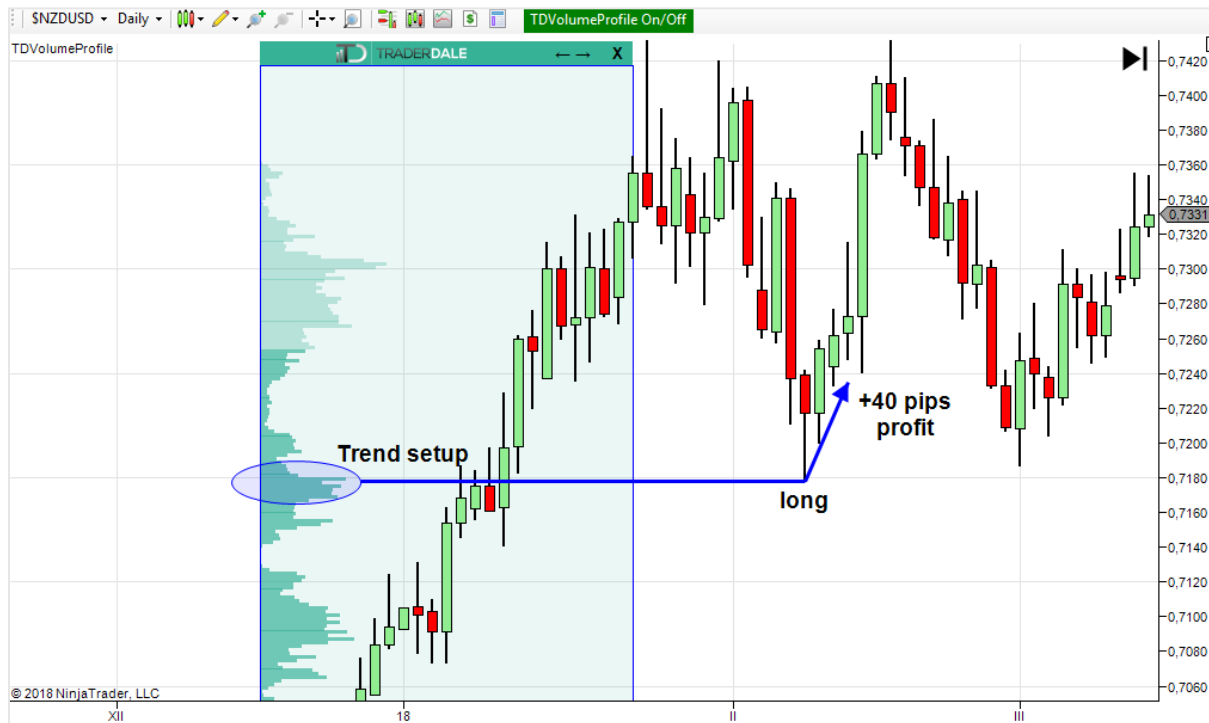 $NZDUSD Daily TDVolumeProfile On/Off
TDVolumeProfile
TD TRADERDALE ← → X
0,7420
0,7400
0,7380
0,7360
0,7340
0,7331
0,7320
0,7300
0,7280
0,7260
0,7240
+40 pips
profit
0,7220
Trend setup
0,7200
0,7180
long
0,7160
0,7140
0,7120
0,7100
0,7080
0,7060
© 2018 NinjaTrader, LLC
XII 18 II III